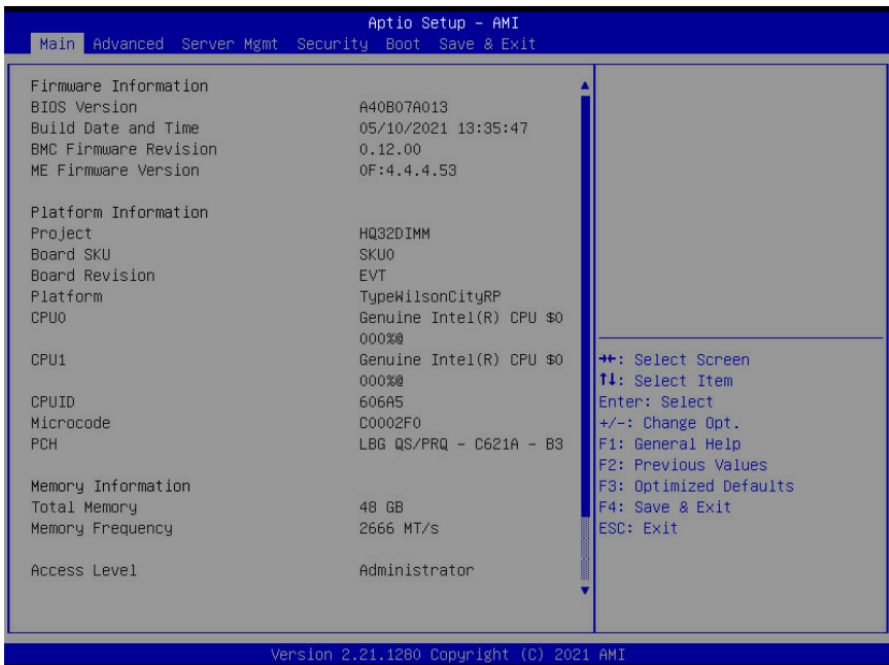 Aptio Setup – AMI
Main Advanced Server Mgmt Security Boot Save & Exit
Firmware Information
BIOS Version A40B07A013
Build Date and Time 05/10/2021 13:35:47
BMC Firmware Revision 0.12.00
ME Firmware Version 0F:4.4.4.53
Platform Information
Project HQ32DIMM
Board SKU SKU0
Board Revision EVT
Platform TypeWilsonCityRP
CPU0 Genuine Intel(R) CPU $0
000%@
CPU1 Genuine Intel(R) CPU $0
000%@
CPUID 606A5
Microcode C0002F0
PCH LBG QS/PRQ - C621A - B3
Memory Information
Total Memory 48 GB
Memory Frequency 2666 MT/s
Access Level Administrator
→←: Select Screen
↑↓: Select Item
Enter: Select
+/-: Change Opt.
F1: General Help
F2: Previous Values
F3: Optimized Defaults
F4: Save & Exit
ESC: Exit
Version 2.21.1280 Copyright (C) 2021 AMI